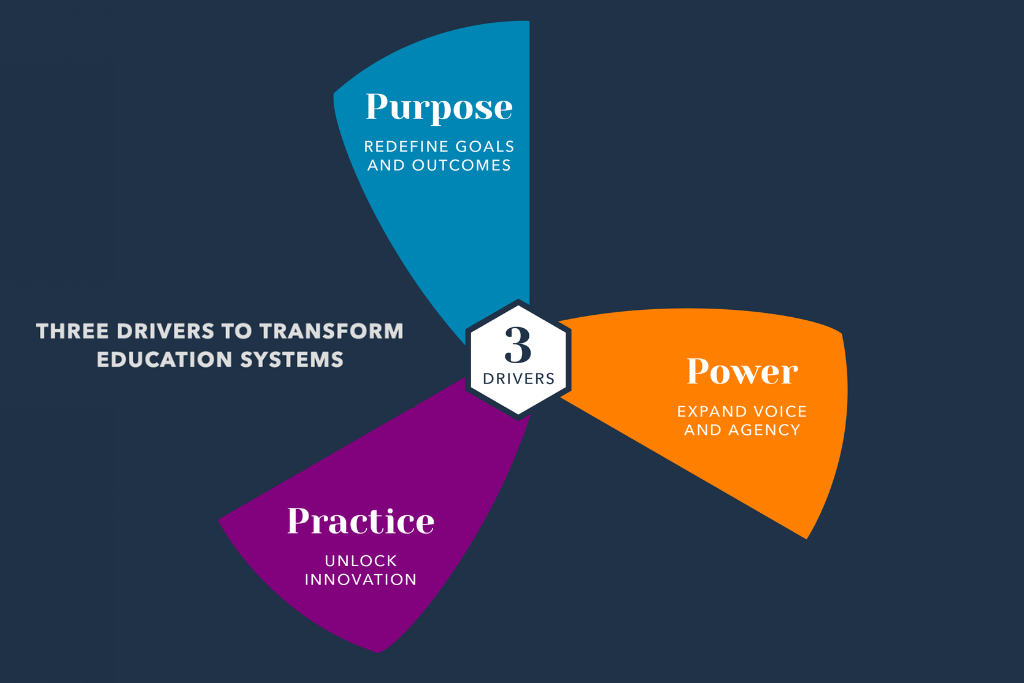 Purpose
REDEFINE GOALS
AND OUTCOMES
THREE DRIVERS TO TRANSFORM
EDUCATION SYSTEMS
3
DRIVERS
Power
EXPAND VOICE
AND AGENCY
Practice
UNLOCK
INNOVATION